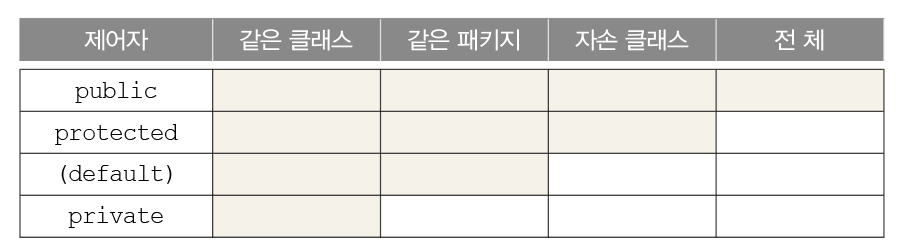 제어자 같은 클래스 같은 패키지 자손 클래스 전 체
public
protected
(default)
private